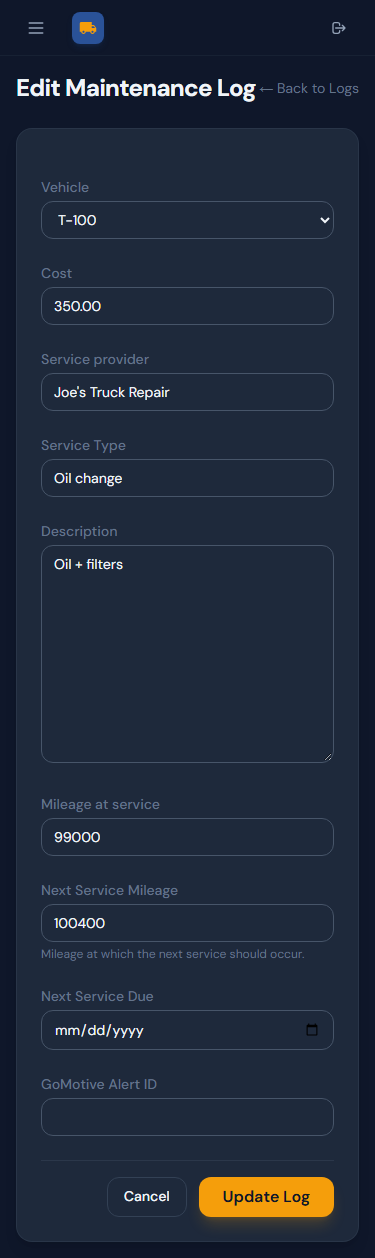 Edit Maintenance Log ← Back to Logs
Vehicle
T-100
Cost
350.00
Service provider
Joe's Truck Repair
Service Type
Oil change
Description
Oil + filters
Mileage at service
99000
Next Service Mileage
100400
Mileage at which the next service should occur.
Next Service Due
mm/dd/yyyy
GoMotive Alert ID
Cancel Update Log